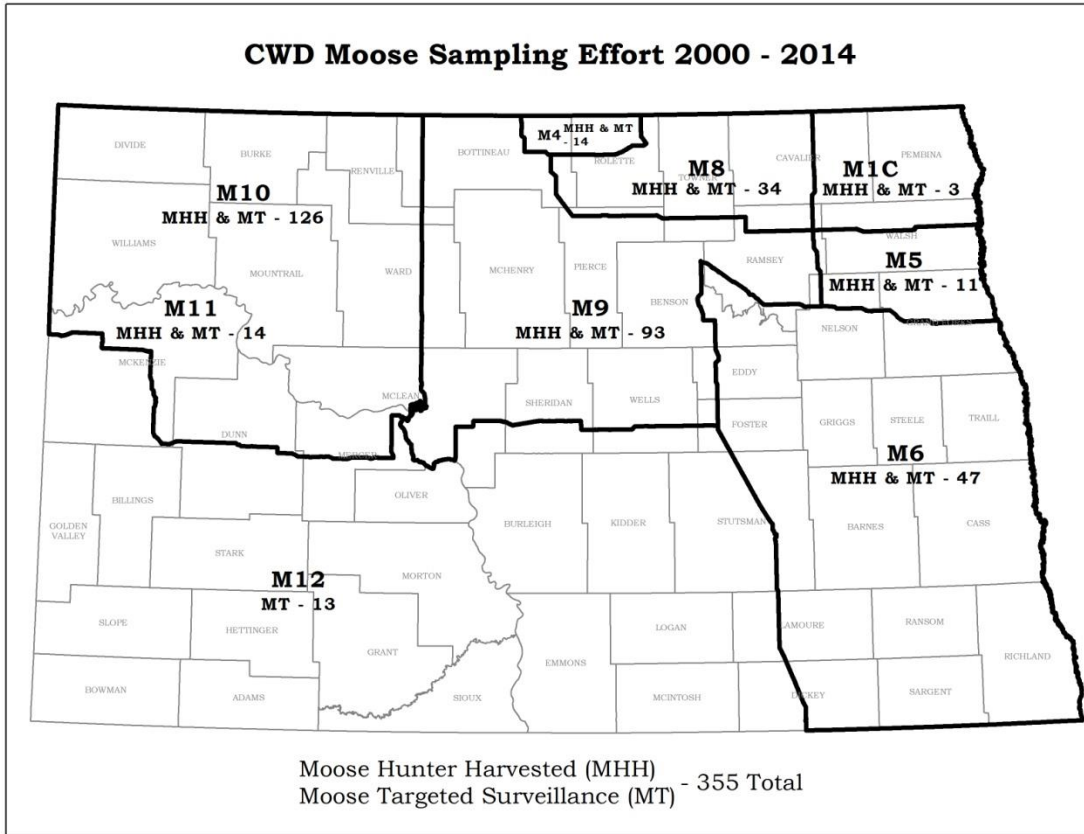 CWD Moose Sampling Effort 2000 - 2014
DIVIDE
BURKE
RENVILLE
BOTTINEAU
M4 MHH & MT
- 14
ROLETTE
TOWNER
CAVALIER
PEMBINA
M10
MHH & MT - 126
M8
MHH & MT - 34
M1C
MHH & MT - 3
WILLIAMS
MOUNTRAIL
WARD
MCHENRY
PIERCE
BENSON
RAMSEY
WALSH
M5
MHH & MT - 11
M11
MHH & MT - 14
M9
MHH & MT - 93
NELSON
MCKENZIE
MCLEAN
DUNN
MERCER
SHERIDAN
WELLS
EDDY
FOSTER
GRIGGS
STEELE
TRAILL
M6
MHH & MT - 47
GOLDEN
VALLEY
BILLINGS
OLIVER
BURLEIGH
KIDDER
STUTSMAN
BARNES
CASS
STARK
MORTON
M12
MT - 13
SLOPE
HETTINGER
GRANT
EMMONS
LOGAN
LAMOURE
RANSOM
RICHLAND
BOWMAN
ADAMS
SIOUX
MCINTOSH
DICKEY
SARGENT
Moose Hunter Harvested (MHH)
Moose Targeted Surveillance (MT) - 355 Total